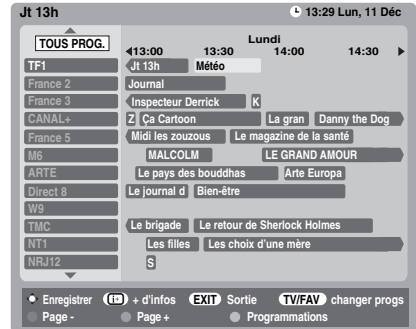 Jt 13h 13:29 Lun, 11 Déc
TOUS PROG. Lundi
13:00 13:30 14:00 14:30
TF1 Jt 13h Météo
France 2 Journal
France 3 Inspecteur Derrick K
CANAL+ Z Ça Cartoon La gran Danny the Dog
France 5 Midi les zouzous Le magazine de la santé
M6 MALCOLM LE GRAND AMOUR
ARTE Le pays des bouddhas Arte Europa
Direct 8 Le journal d Bien-être
W9
TMC Le brigade Le retour de Sherlock Holmes
NT1 Les filles Les choix d'une mère
NRJ12 S
Enregistrer i+ + d'infos EXIT Sortie TV/FAV changer progs
Page - Page + Programmations